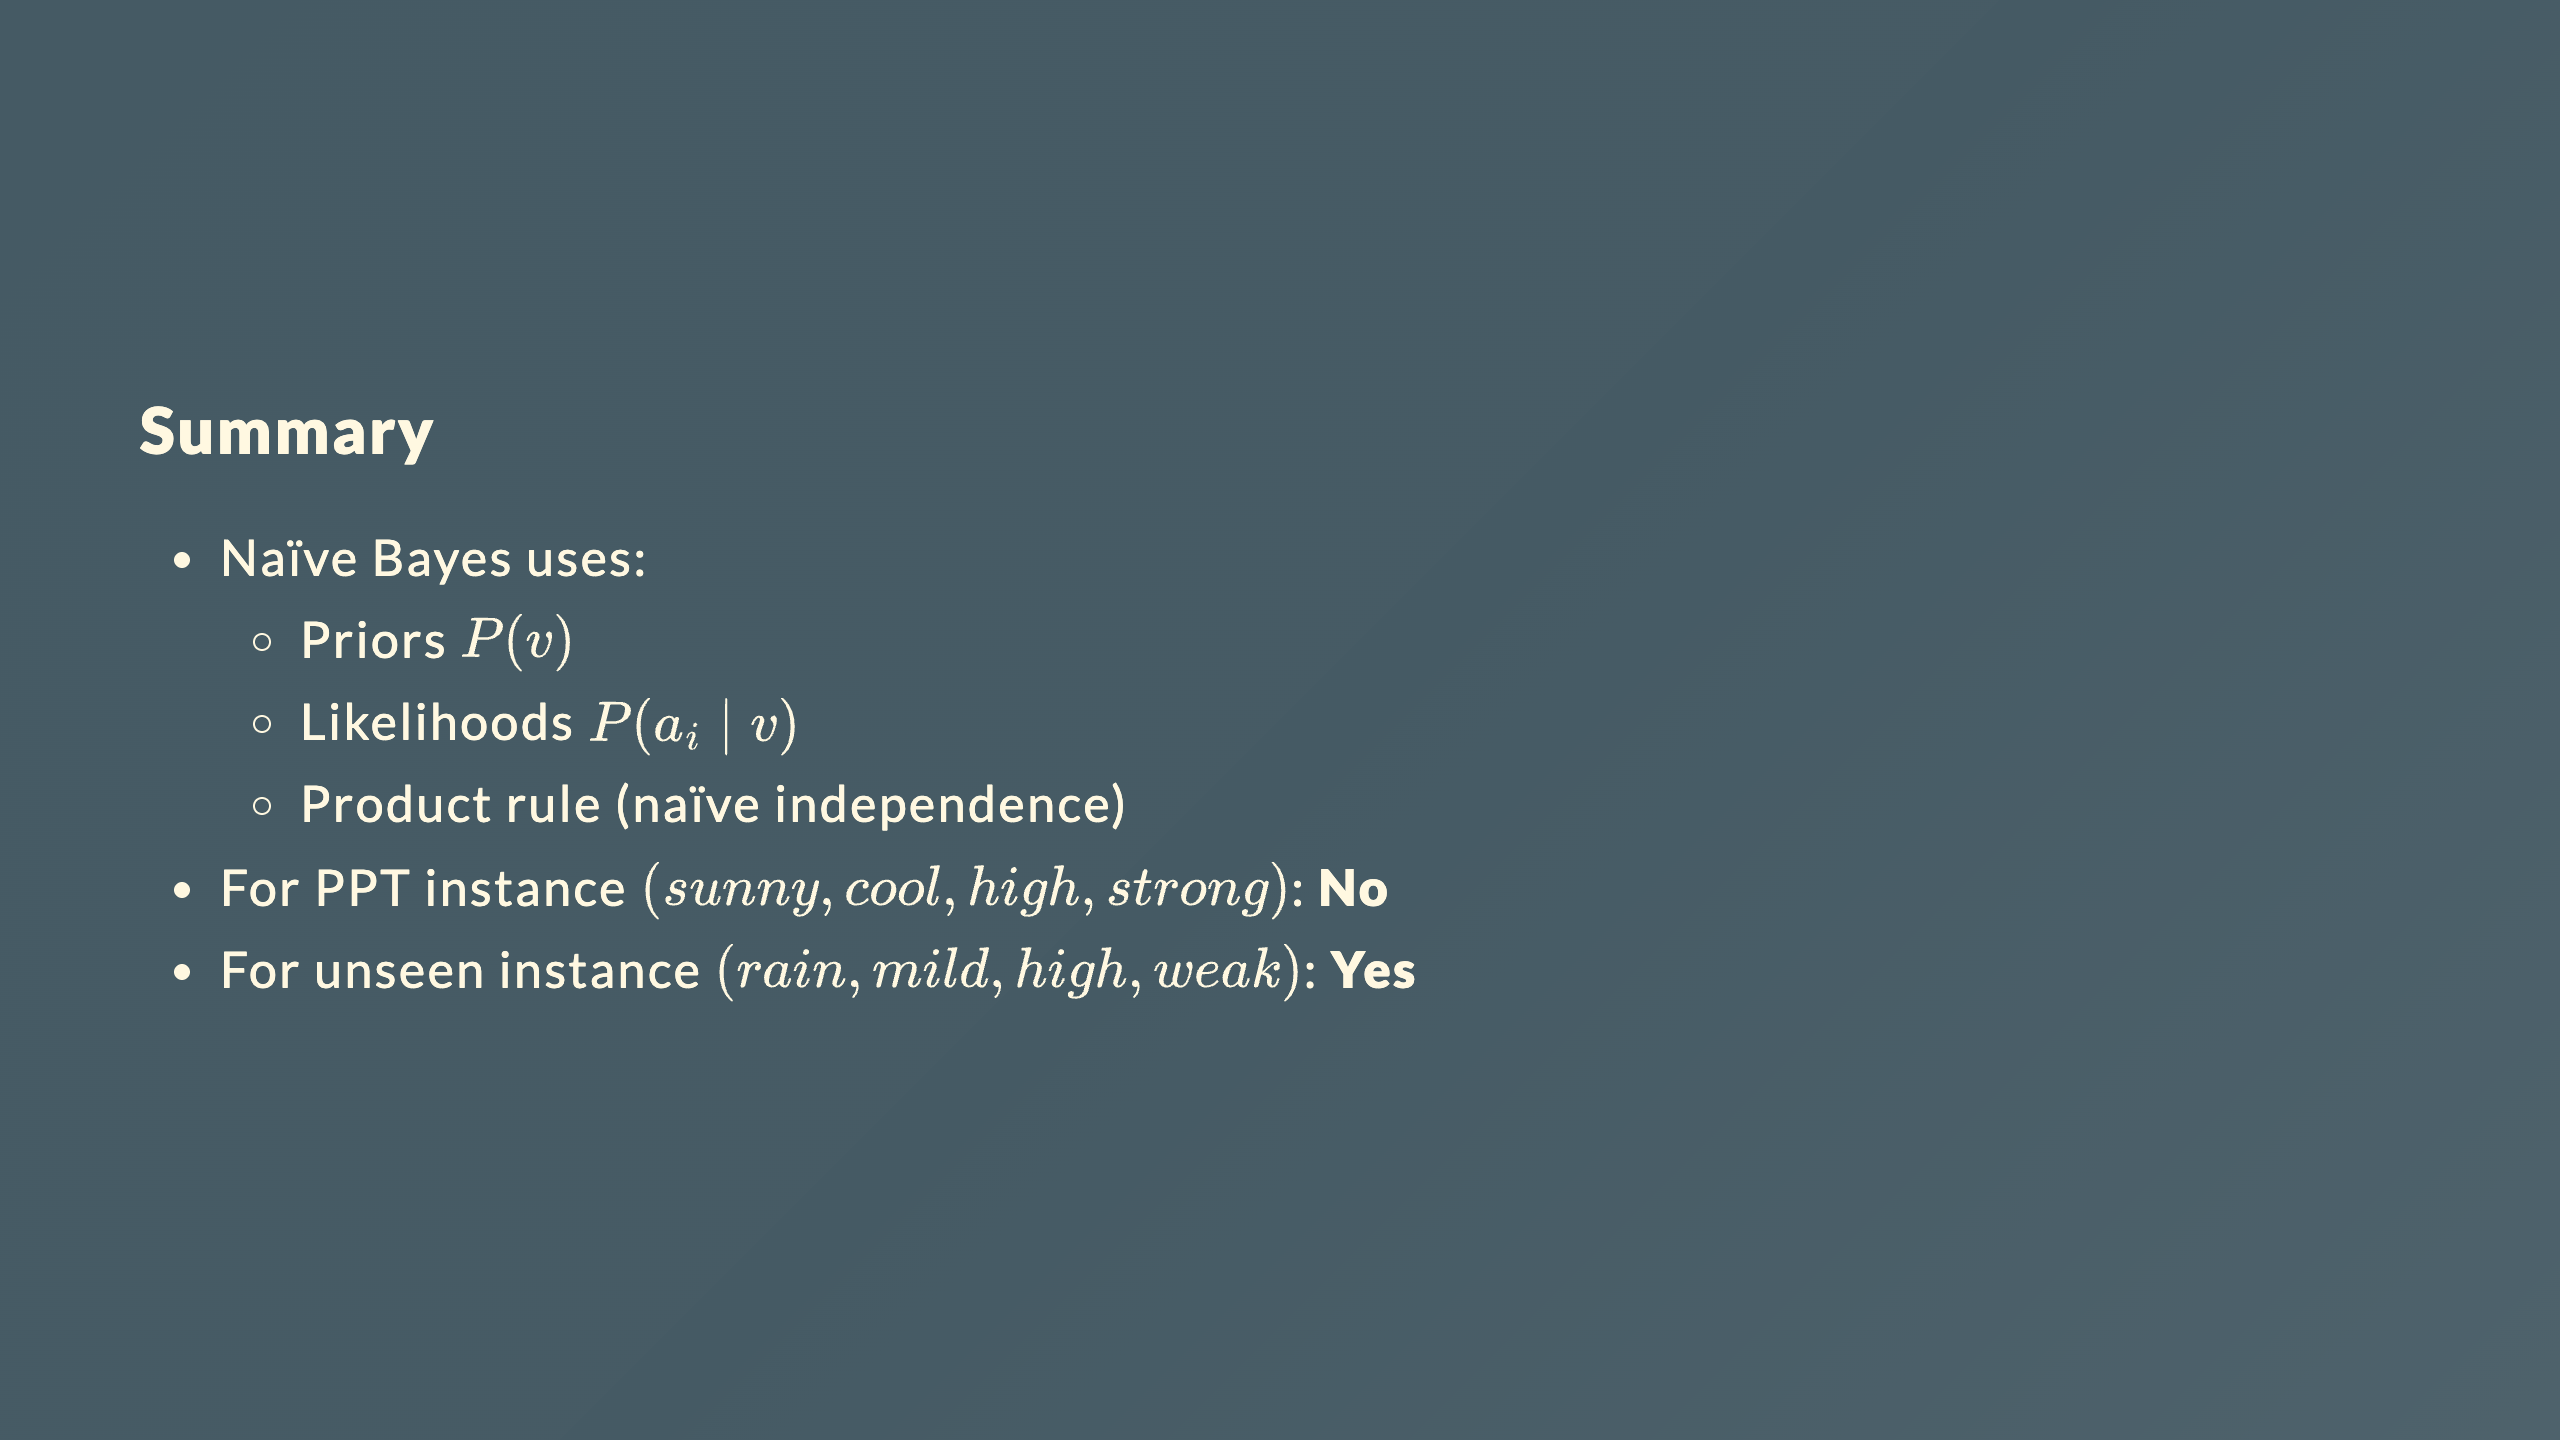 Summary
• Naïve Bayes uses:
◦ Priors P(v)
◦ Likelihoods P(aᵢ | v)
◦ Product rule (naïve independence)
• For PPT instance (sunny, cool, high, strong): No
• For unseen instance (rain, mild, high, weak): Yes